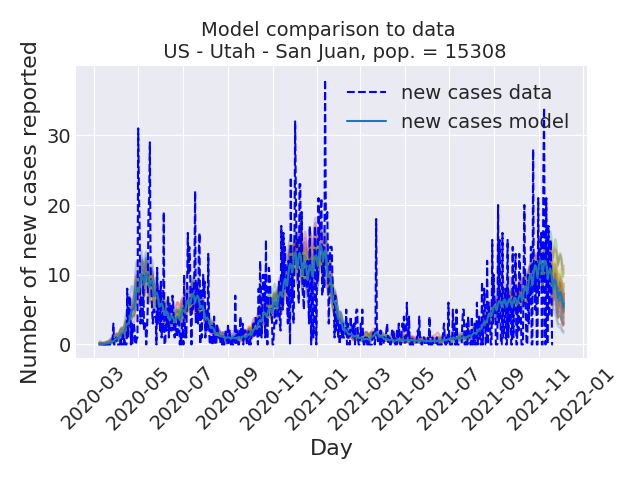 Model comparison to data
US - Utah - San Juan, pop. = 15308
Number of new cases reported
30
20
10
0
new cases data
new cases model
2020-03
2020-05
2020-07
2020-09
2020-11
2021-01
2021-03
2021-05
2021-07
2021-09
2021-11
2022-01
Day